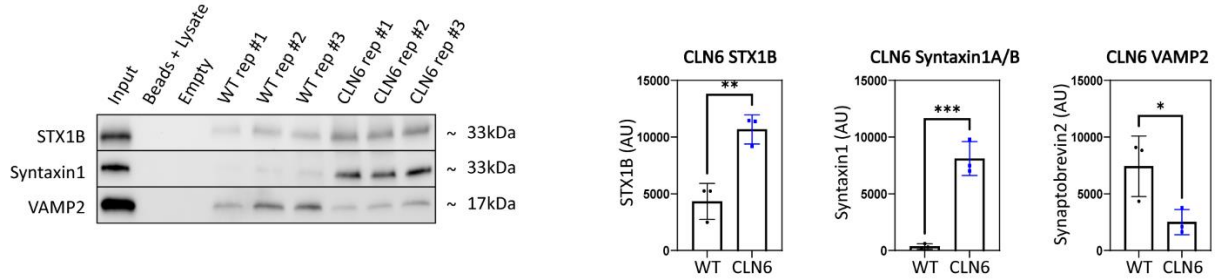 Input
Beads + Lysate
Empty
WT rep #1
WT rep #2
WT rep #3
CLN6 rep #1
CLN6 rep #2
CLN6 rep #3
STX1B
~ 33kDa
Syntaxin1
~ 33kDa
VAMP2
~ 17kDa
CLN6 STX1B
15000
10000
5000
0
STX1B (AU)
**
WT CLN6
CLN6 Syntaxin1A/B
15000
10000
5000
0
Syntaxin1 (AU)
***
WT CLN6
CLN6 VAMP2
15000
10000
5000
0
Synaptobrevin2 (AU)
*
WT CLN6